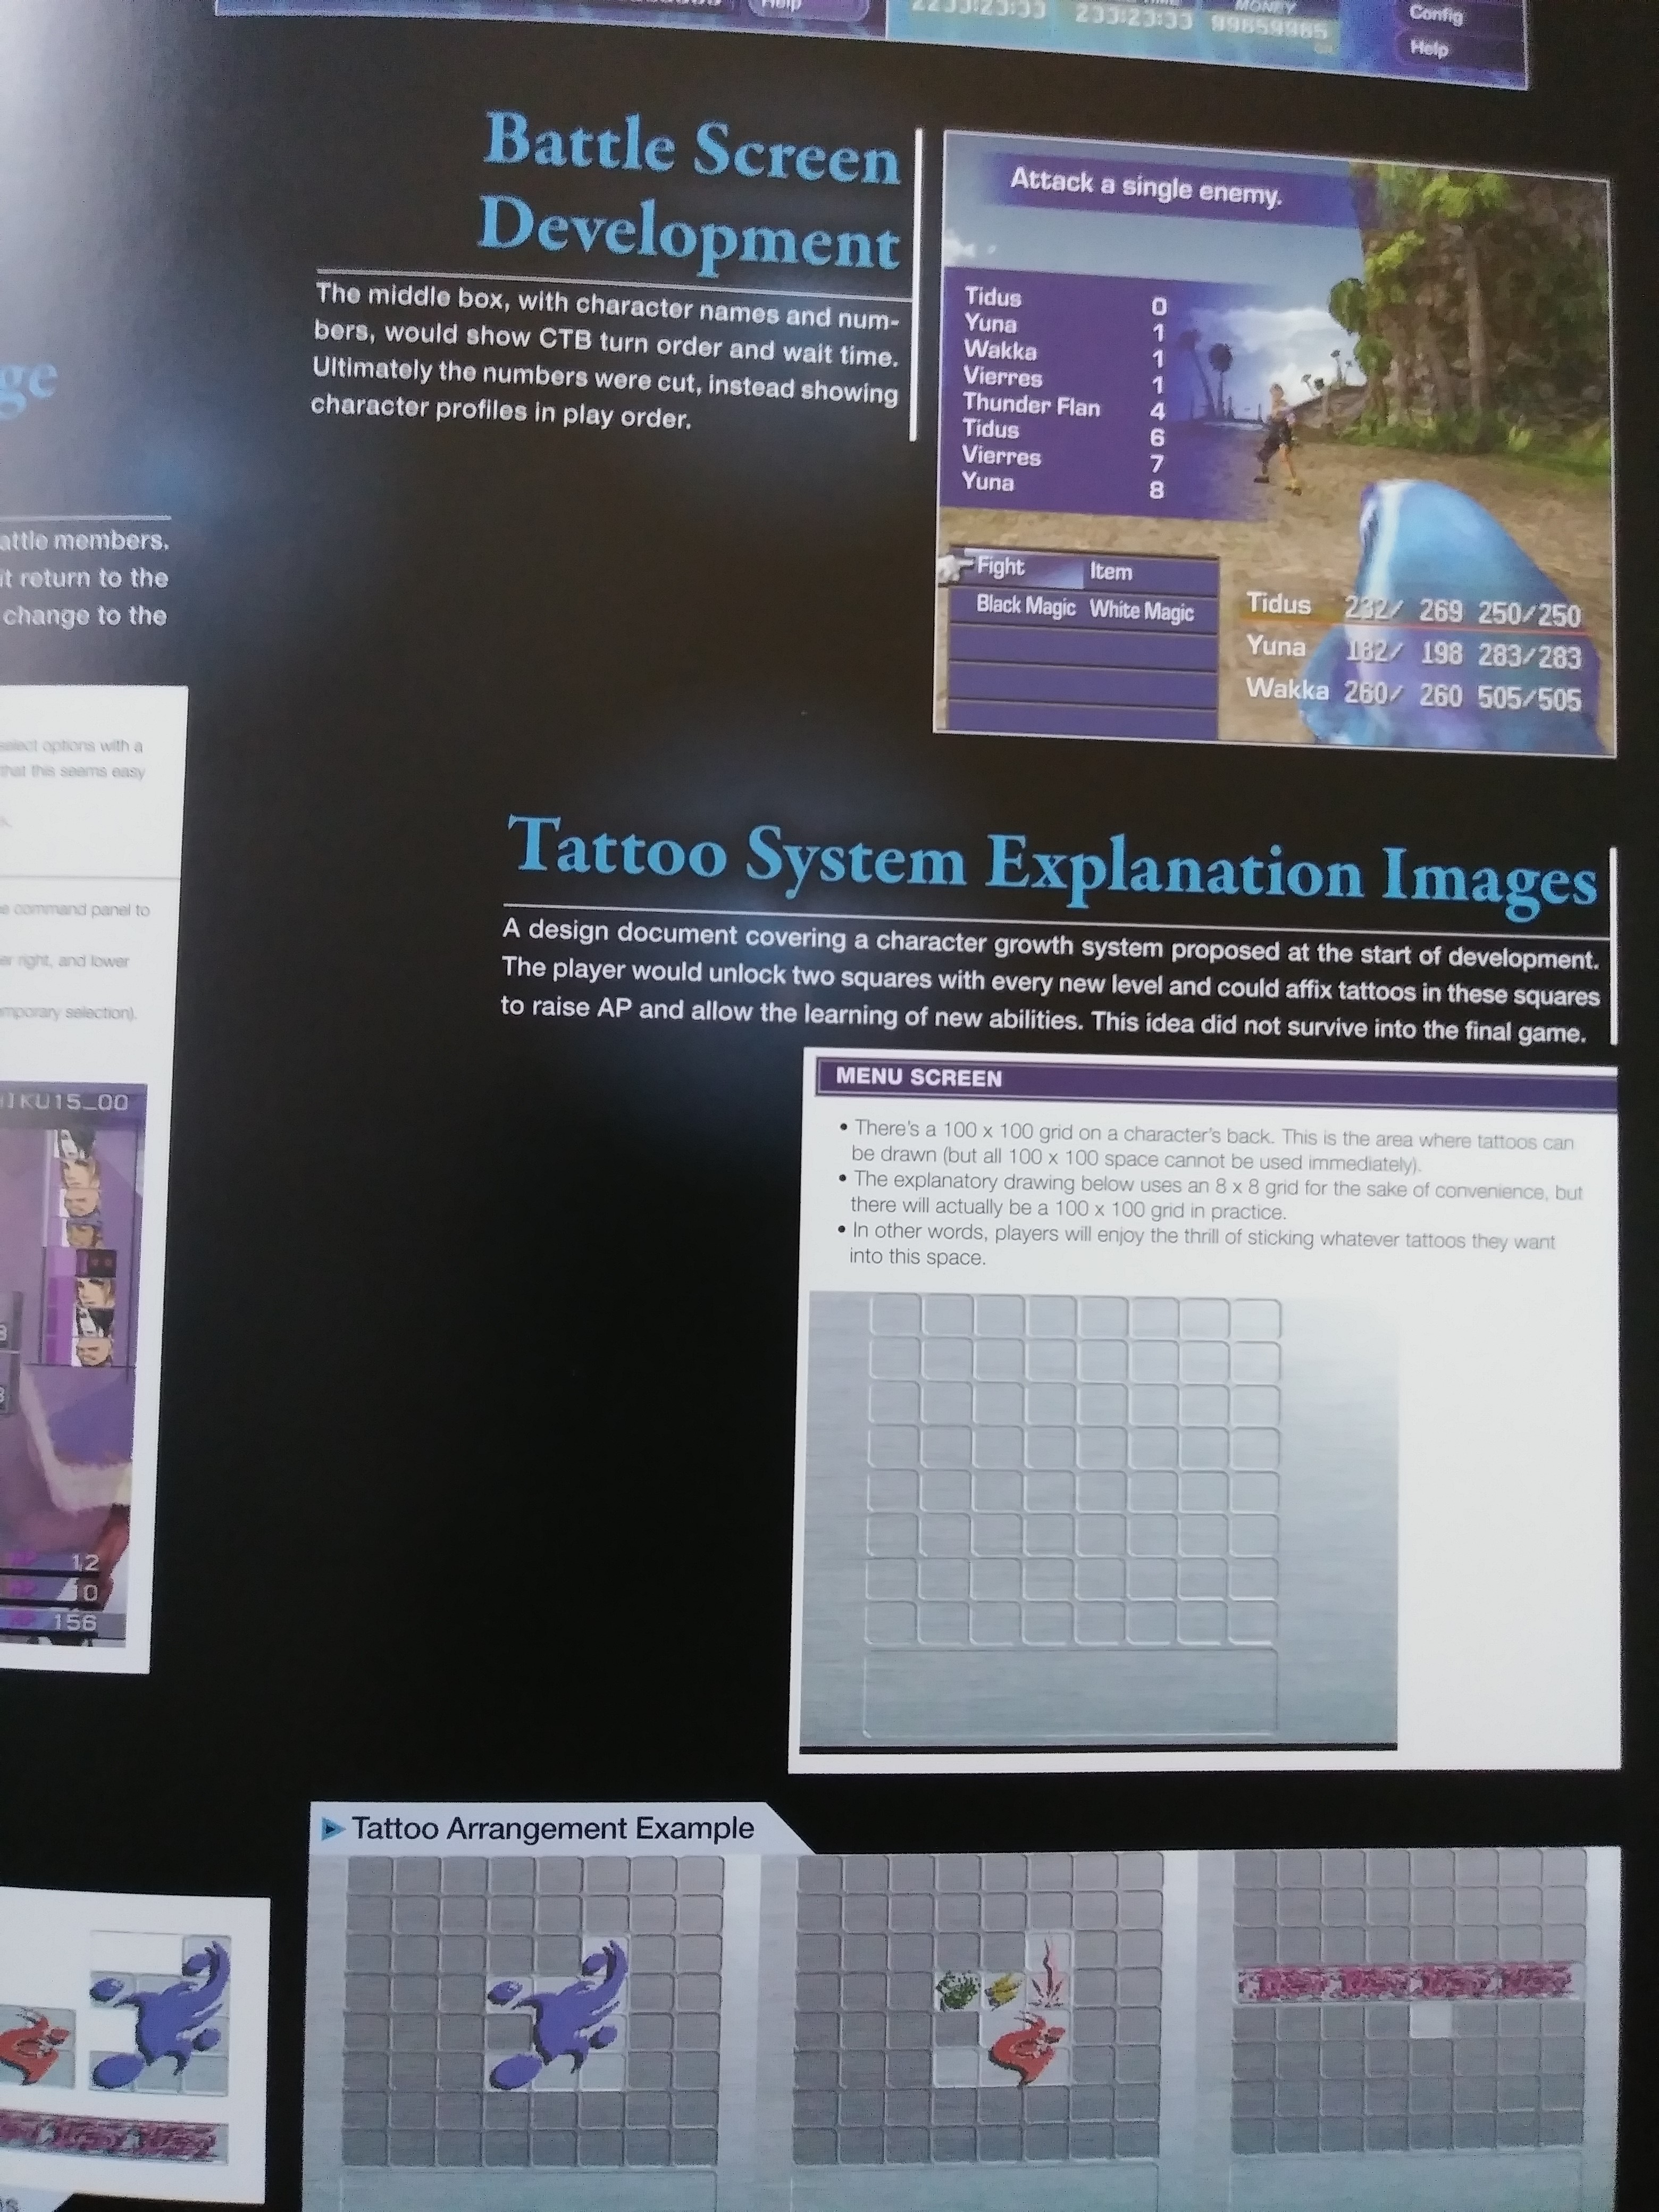 Help
233:23:33 99859985
MONEY
Config
Help
Battle Screen
Development
The middle box, with character names and num-
bers, would show CTB turn order and wait time.
Ultimately the numbers were cut, instead showing
character profiles in play order.
Attack a single enemy.
Tidus 0
Yuna 1
Wakka 1
Vierres 1
Thunder Flan 4
Tidus 6
Vierres 7
Yuna 8
Fight Item
Black Magic White Magic
Tidus 232/ 269 250/250
Yuna 182/ 198 283/283
Wakka 260/ 260 505/505
ge
attle members.
it return to the
change to the
select options with a
that this seems easy
e command panel to
er right, and lower
mporary selection).
KU15_00
12
10
156
Tattoo System Explanation Images
A design document covering a character growth system proposed at the start of development.
The player would unlock two squares with every new level and could affix tattoos in these squares
to raise AP and allow the learning of new abilities. This idea did not survive into the final game.
MENU SCREEN
• There's a 100 x 100 grid on a character's back. This is the area where tattoos can
be drawn (but all 100 x 100 space cannot be used immediately).
• The explanatory drawing below uses an 8 x 8 grid for the sake of convenience, but
there will actually be a 100 x 100 grid in practice.
• In other words, players will enjoy the thrill of sticking whatever tattoos they want
into this space.
Tattoo Arrangement Example